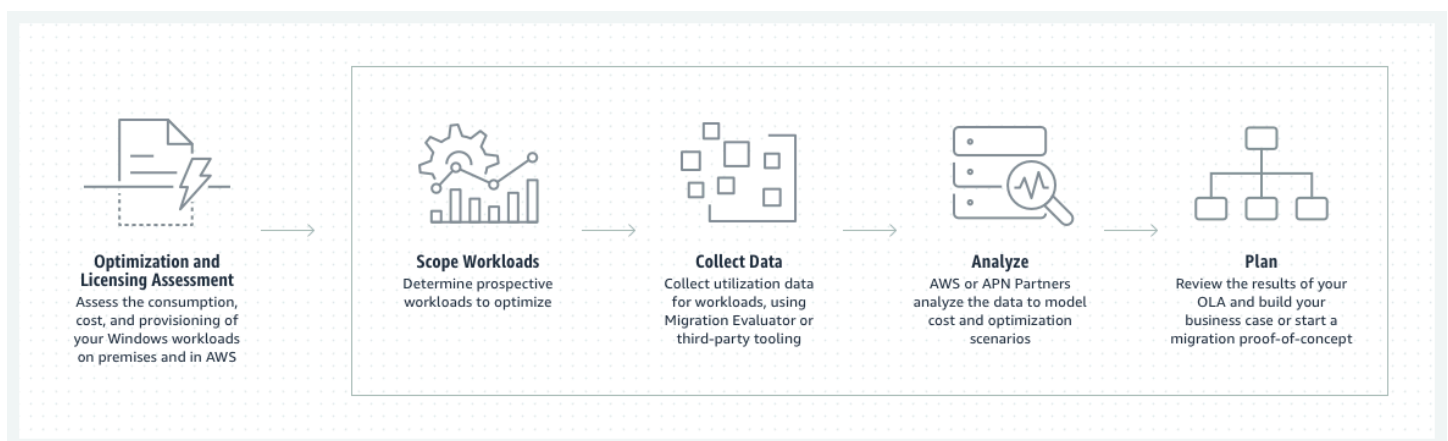 Optimization and
Licensing Assessment
Assess the consumption,
cost, and provisioning of
your Windows workloads
on premises and in AWS
Scope Workloads
Determine prospective
workloads to optimize
Collect Data
Collect utilization data
for workloads, using
Migration Evaluator or
third-party tooling
Analyze
AWS or APN Partners
analyze the data to model
cost and optimization
scenarios
Plan
Review the results of your
OLA and build your
business case or start a
migration proof-of-concept